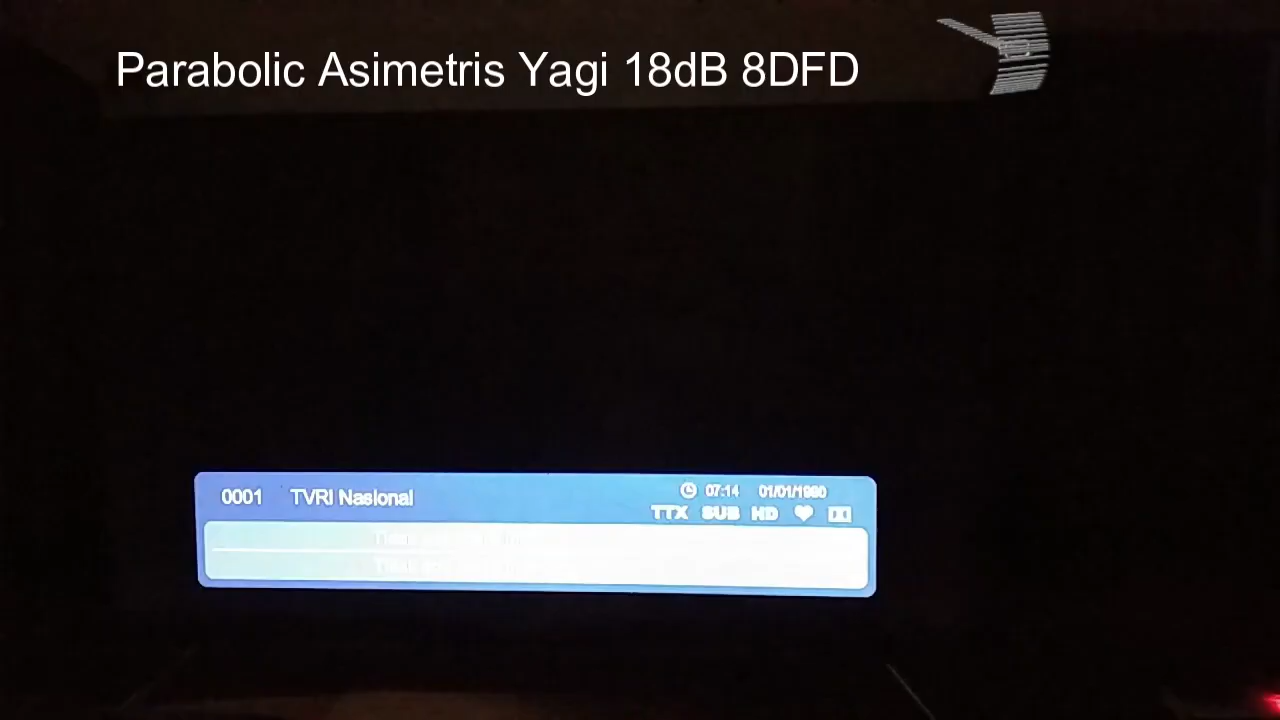 Parabolic Asimetris Yagi 18dB 8DFD
0001 TVRI Nasional 07:14 01/01/1980
TTX SUB HD